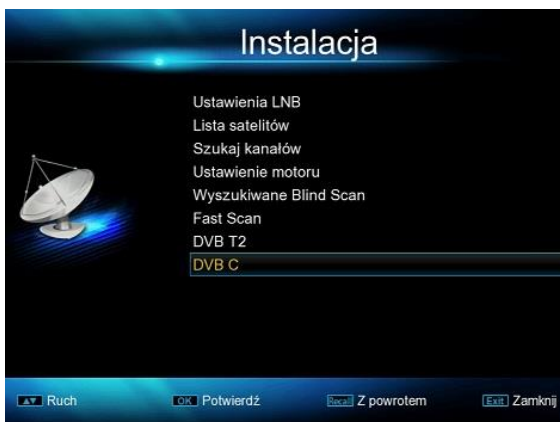 Instalacja
Ustawienia LNB
Lista satelitów
Szukaj kanałów
Ustawienie motoru
Wyszukiwane Blind Scan
Fast Scan
DVB T2
DVB C
▲▼ Ruch OK Potwierdź Recall Z powrotem Exit Zamknij